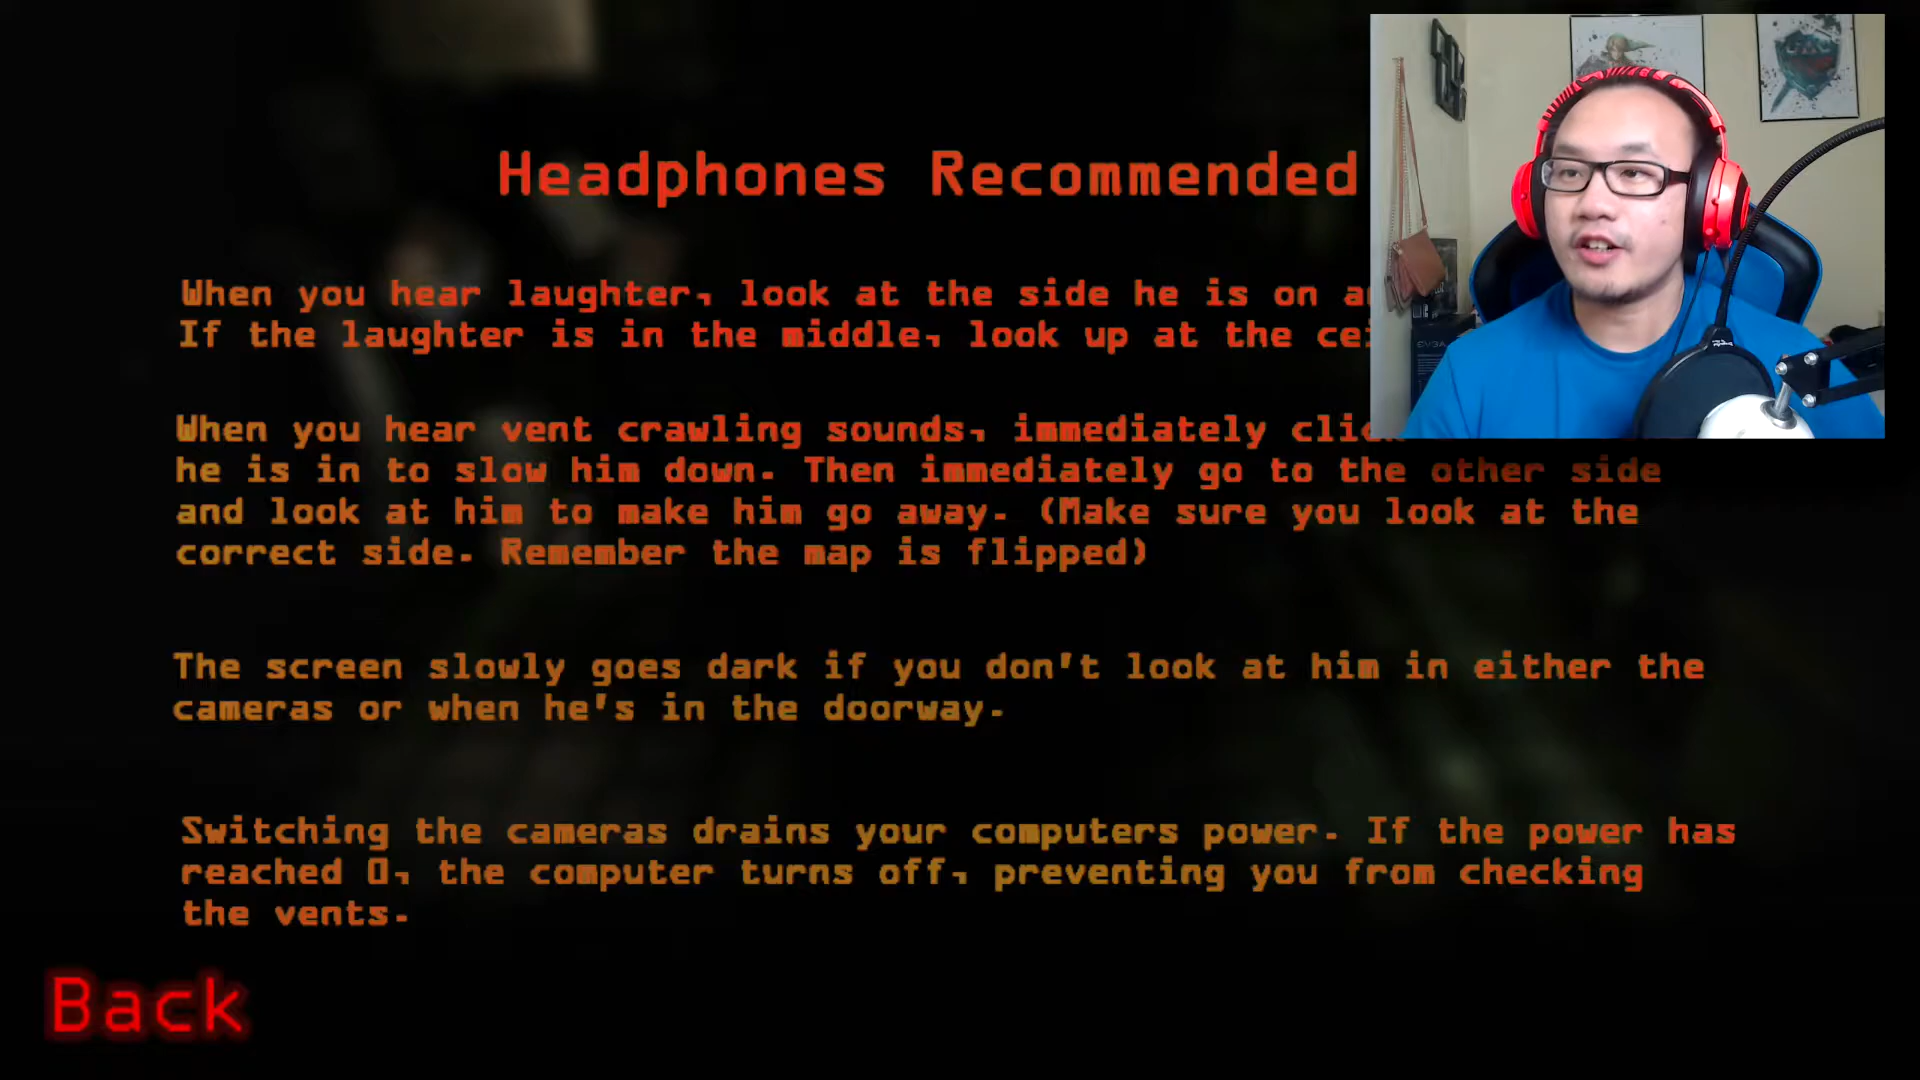 Headphones Recommended
When you hear laughter, look at the side he is on
If the laughter is in the middle, look up at the
When you hear vent crawling sounds, immediately
he is in to slow him down. Then immediately go to the other side
and look at him to make him go away. (Make sure you look at the
correct side. Remember the map is flipped)
The screen slowly goes dark if you don't look at him in either the
cameras or when he's in the doorway.
Switching the cameras drains your computers power. If the power has
reached 0, the computer turns off, preventing you from checking
the vents.
Back